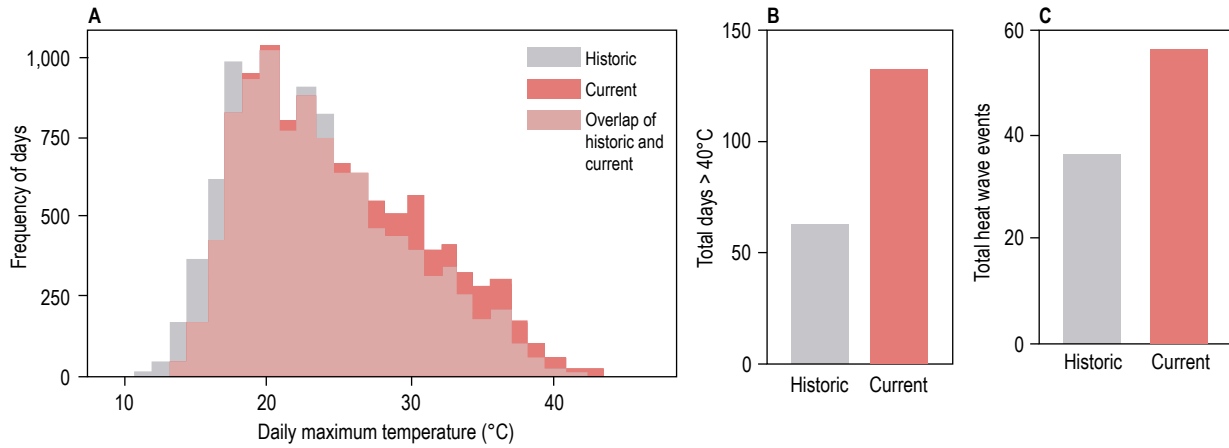 A
Frequency of days
1,000
750
500
250
0
10
20
30
40
Daily maximum temperature (°C)
Historic
Current
Overlap of
historic and
current
B
Total days > 40°C
150
100
50
0
Historic
Current
C
Total heat wave events
60
40
20
0
Historic
Current